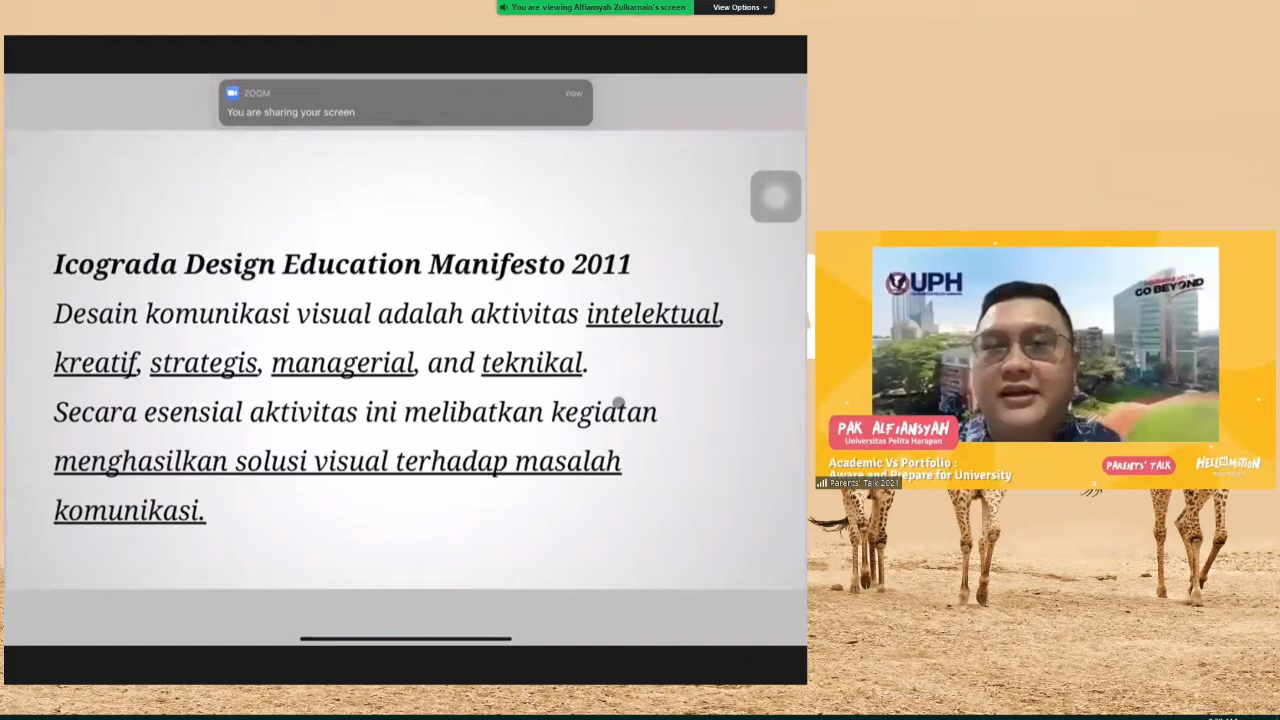 You are viewing Alfiansyah Zulkarnain's screen
View Options
ZOOM
now
You are sharing your screen
Icograda Design Education Manifesto 2011
Desain komunikasi visual adalah aktivitas intelektual,
kreatif, strategis, managerial, and teknikal.
Secara esensial aktivitas ini melibatkan kegiatan
menghasilkan solusi visual terhadap masalah
komunikasi.
UPH
GO BEYOND
PAK ALFIANSYAH
Universitas Pelita Harapan
Academic Vs Portfolio :
Aware and Prepare for University
PARENTS' TALK
HELLOMOTION
Parents' Talk 2021